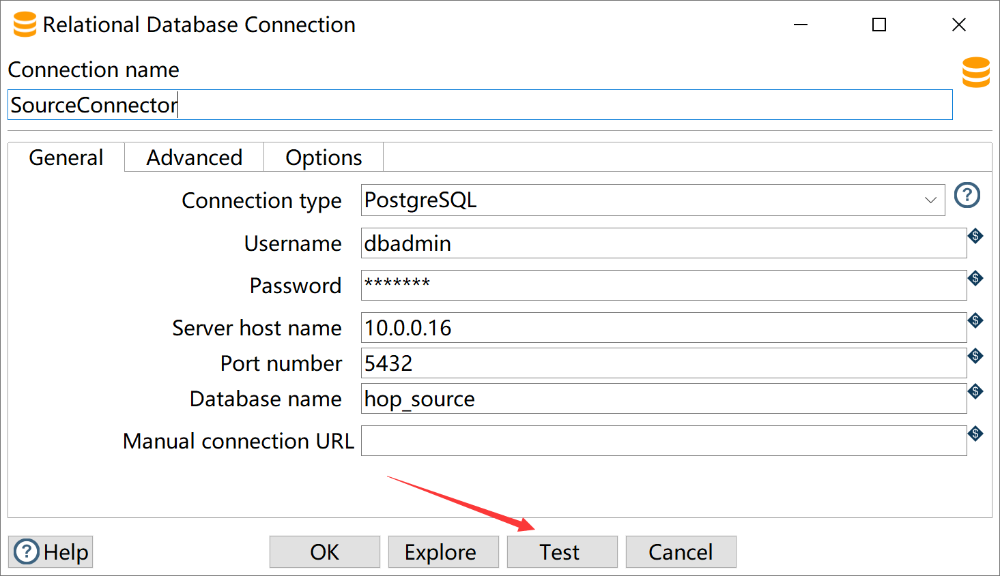 Relational Database Connection
Connection name
SourceConnector
General Advanced Options
Connection type PostgreSQL ?
Username dbadmin $
Password ******* $
Server host name 10.0.0.16 $
Port number 5432 $
Database name hop_source $
Manual connection URL $
? Help OK Explore Test Cancel